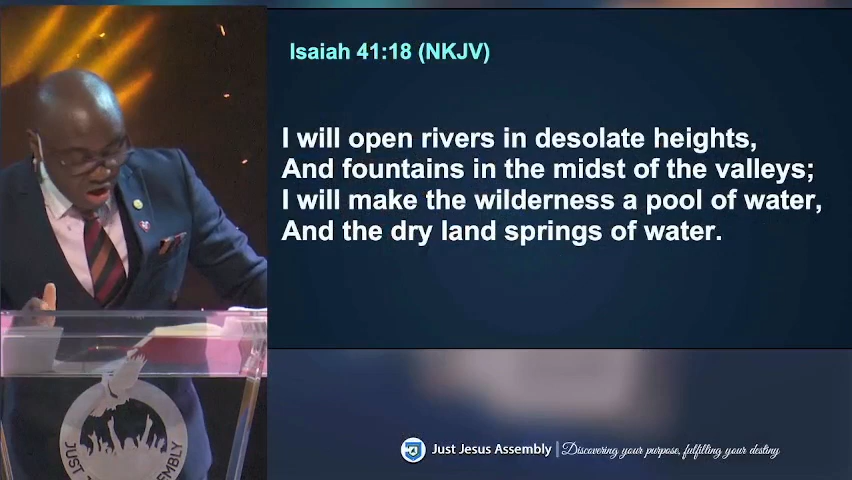 Isaiah 41:18 (NKJV)
I will open rivers in desolate heights,
And fountains in the midst of the valleys;
I will make the wilderness a pool of water,
And the dry land springs of water.
JUST
ASSEMBLY
Just Jesus Assembly | Discovering your purpose, fulfilling your destiny